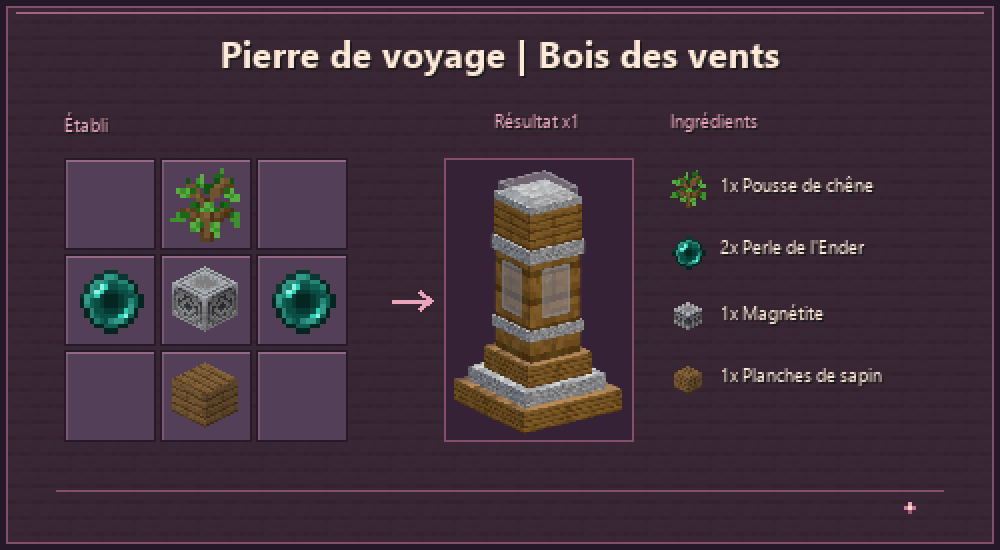 Pierre de voyage | Bois des vents
Établi
Résultat x1
Ingrédients
1x Pousse de chêne
2x Perle de l'Ender
1x Magnétite
1x Planches de sapin